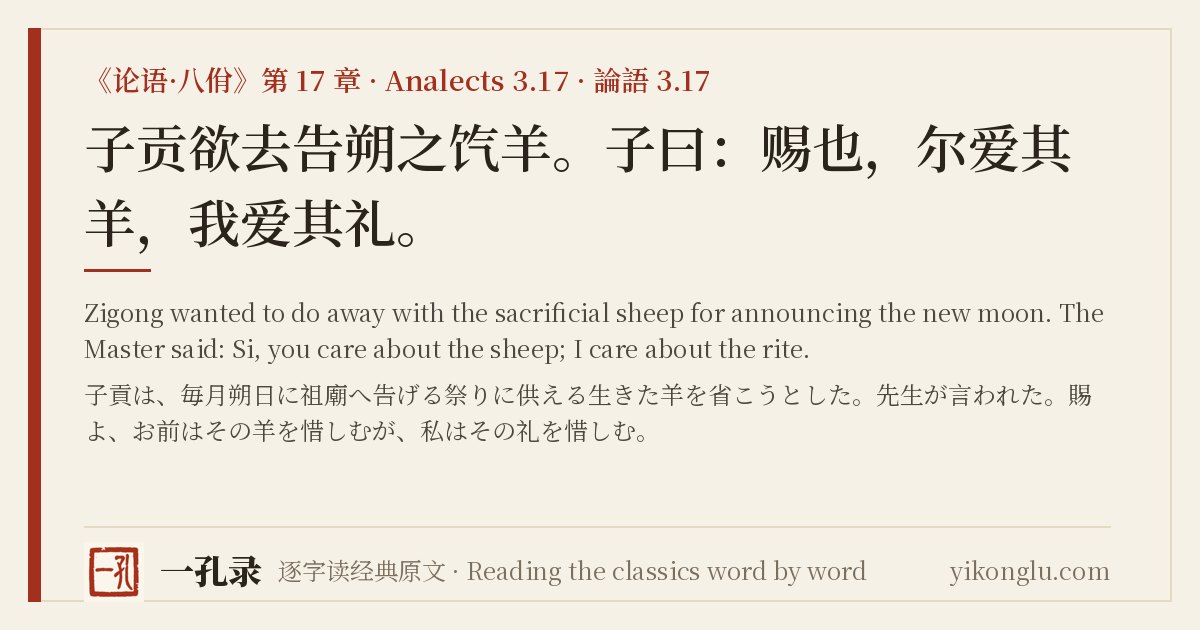 《论语·八佾》第 17 章 · Analects 3.17 · 論語 3.17
子贡欲去告朔之饩羊。子曰：赐也，尔爱其
羊，我爱其礼。
Zigong wanted to do away with the sacrificial sheep for announcing the new moon. The
Master said: Si, you care about the sheep; I care about the rite.
子貢は、毎月朔日に祖廟へ告げる祭りに供える生きた羊を省こうとした。先生が言われた。賜
よ、お前はその羊を惜しむが、私はその礼を惜しむ。
一孔
一孔录 逐字读经典原文 · Reading the classics word by word yikonglu.com